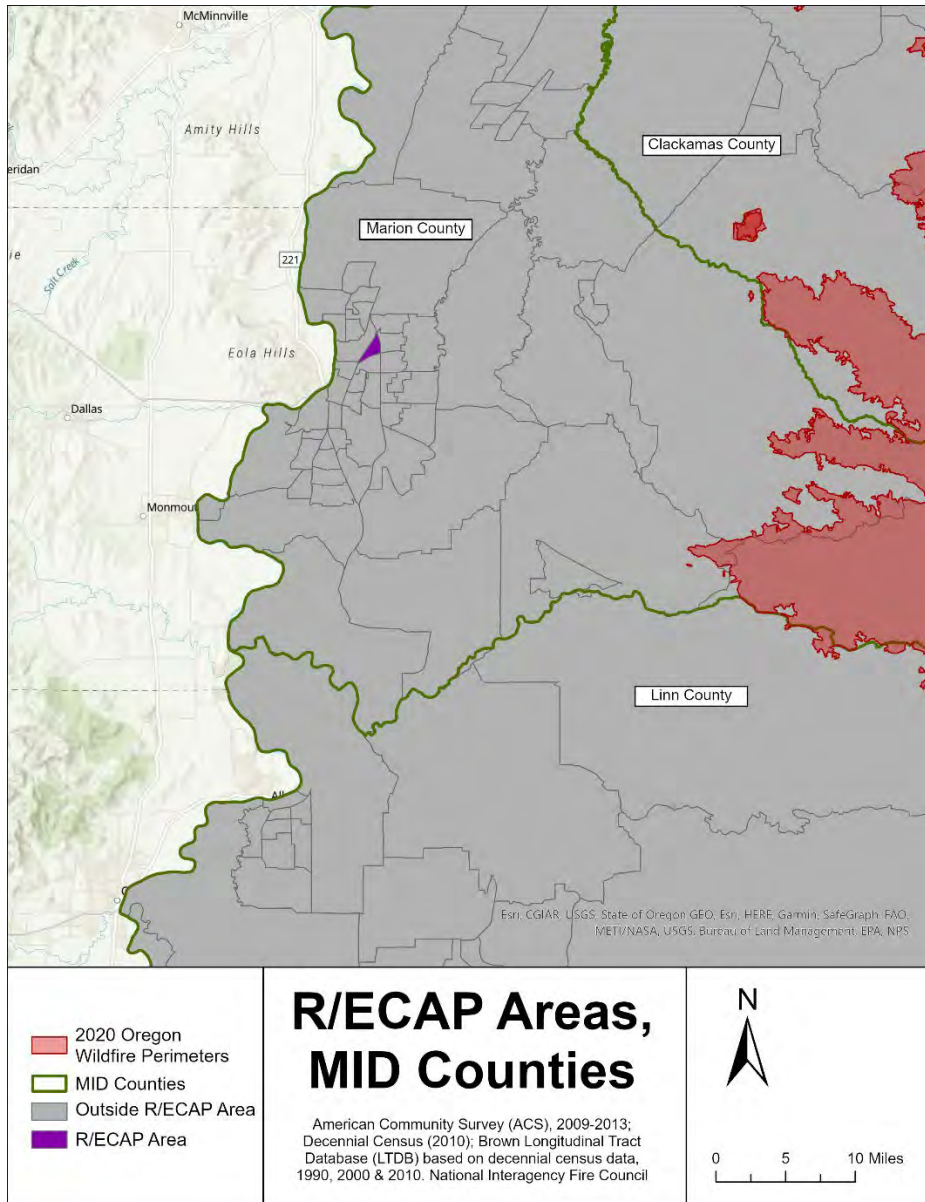 McMinnville
Amity Hills
Clackamas County
eridan
Marion County
ie
Salt Creek
221
Eola Hills
Dallas
Monmout
Linn County
Esri, CGIAR, USGS, State of Oregon GEO, Esri, HERE, Garmin, SafeGraph, FAO,
METI/NASA, USGS, Bureau of Land Management, EPA, NPS
2020 Oregon
Wildfire Perimeters
MID Counties
Outside R/ECAP Area
R/ECAP Area
R/ECAP Areas,
MID Counties
American Community Survey (ACS), 2009-2013;
Decennial Census (2010); Brown Longitudinal Tract
Database (LTDB) based on decennial census data,
1990, 2000 & 2010. National Interagency Fire Council
N
0 5 10 Miles